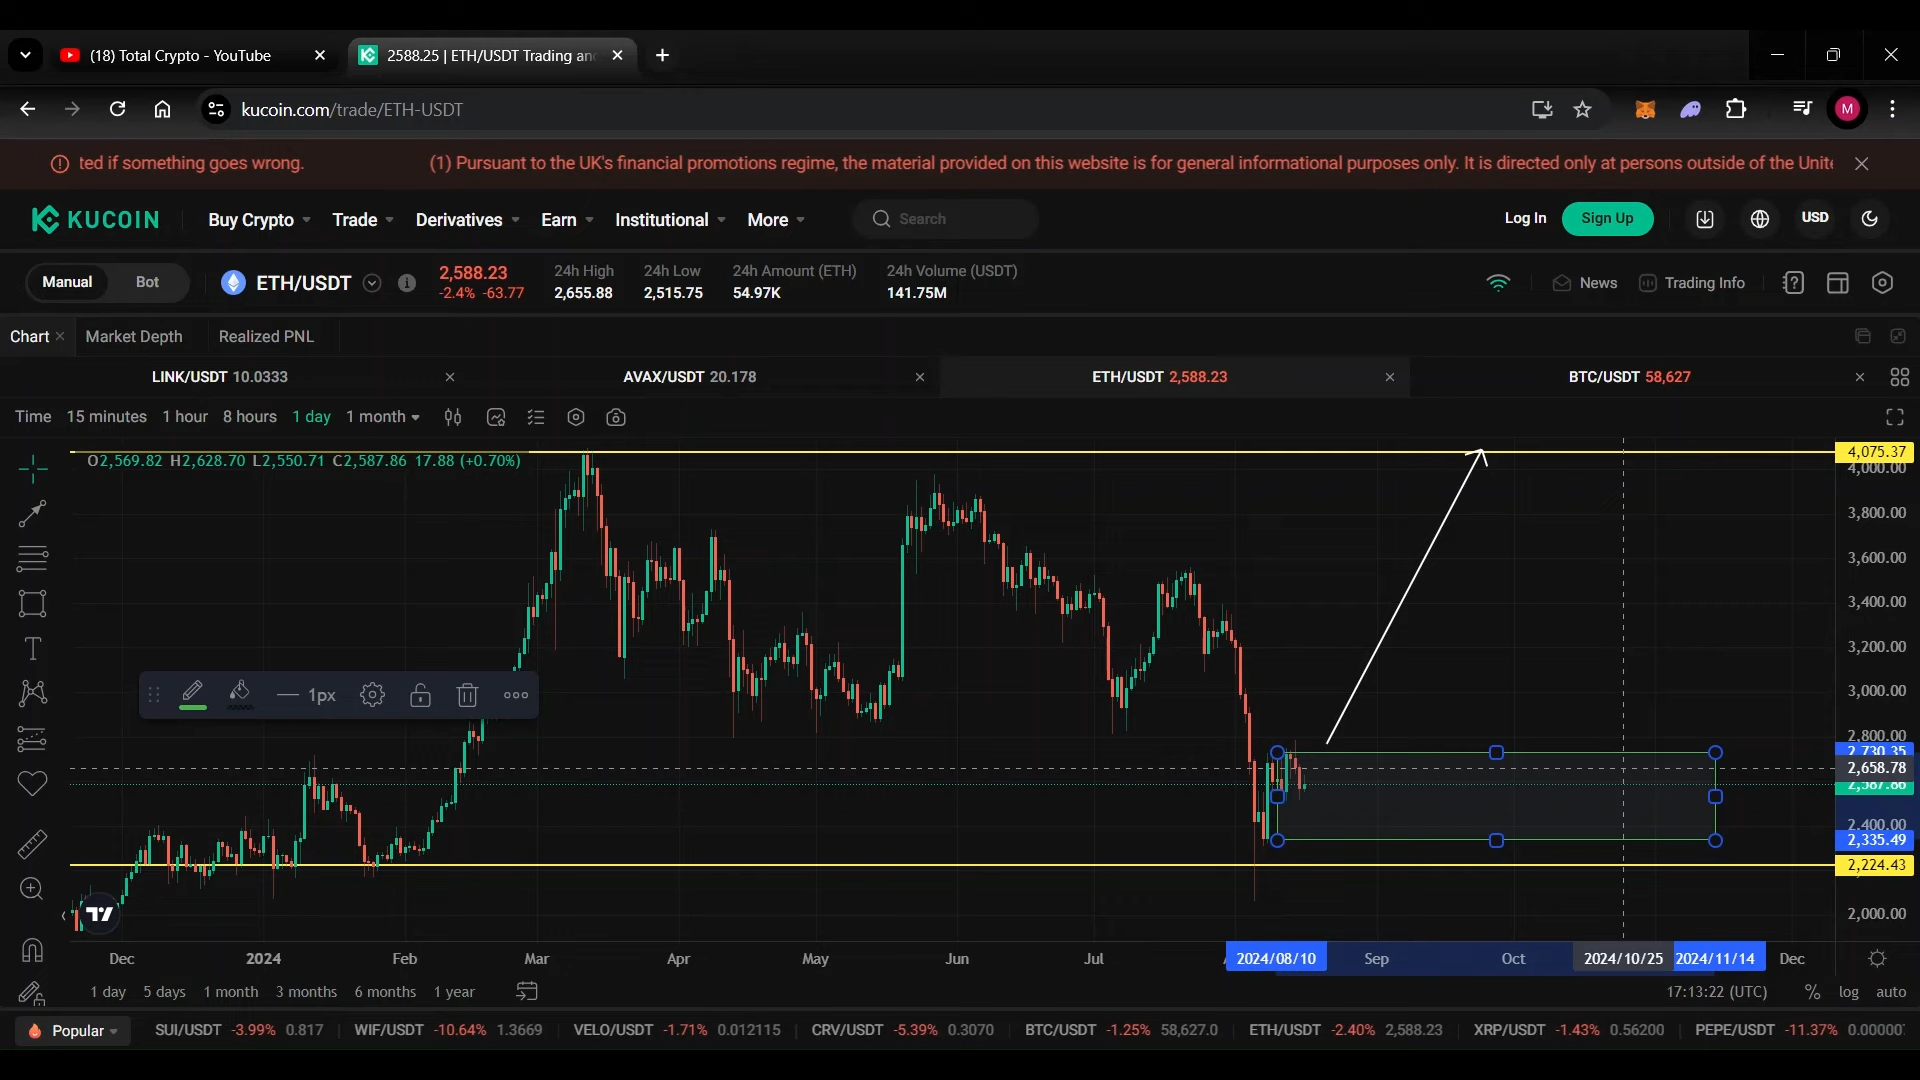 (18) Total Crypto - YouTube
2588.25 | ETH/USDT Trading an
kucoin.com/trade/ETH-USDT
M
ted if something goes wrong. (1) Pursuant to the UK's financial promotions regime, the material provided on this website is for general informational purposes only. It is directed only at persons outside of the Unite
KUCOIN Buy Crypto Trade Derivatives Earn Institutional More Search Log In Sign Up USD
Manual Bot ETH/USDT 2,588.23 24h High 24h Low 24h Amount (ETH) 24h Volume (USDT) News Trading Info
-2.4% -63.77 2,655.88 2,515.75 54.97K 141.75M
Chart Market Depth Realized PNL
LINK/USDT 10.0333 AVAX/USDT 20.178 ETH/USDT 2,588.23 BTC/USDT 58,627
Time 15 minutes 1 hour 8 hours 1 day 1 month
O2,569.82 H2,628.70 L2,550.71 C2,587.86 17.88 (+0.70%)
4,075.37
4,000.00
3,800.00
3,600.00
3,400.00
3,200.00
3,000.00
1px
2,800.00
2,730.35
2,658.78
2,587.86
2,400.00
2,335.49
2,224.43
2,000.00
Dec 2024 Feb Mar Apr May Jun Jul 2024/08/10 Sep Oct 2024/10/25 2024/11/14 Dec
1 day 5 days 1 month 3 months 6 months 1 year 17:13:22 (UTC) % log auto
Popular SUI/USDT -3.99% 0.817 WIF/USDT -10.64% 1.3669 VELO/USDT -1.71% 0.012115 CRV/USDT -5.39% 0.3070 BTC/USDT -1.25% 58,627.0 ETH/USDT -2.40% 2,588.23 XRP/USDT -1.43% 0.56200 PEPE/USDT -11.37% 0.00000